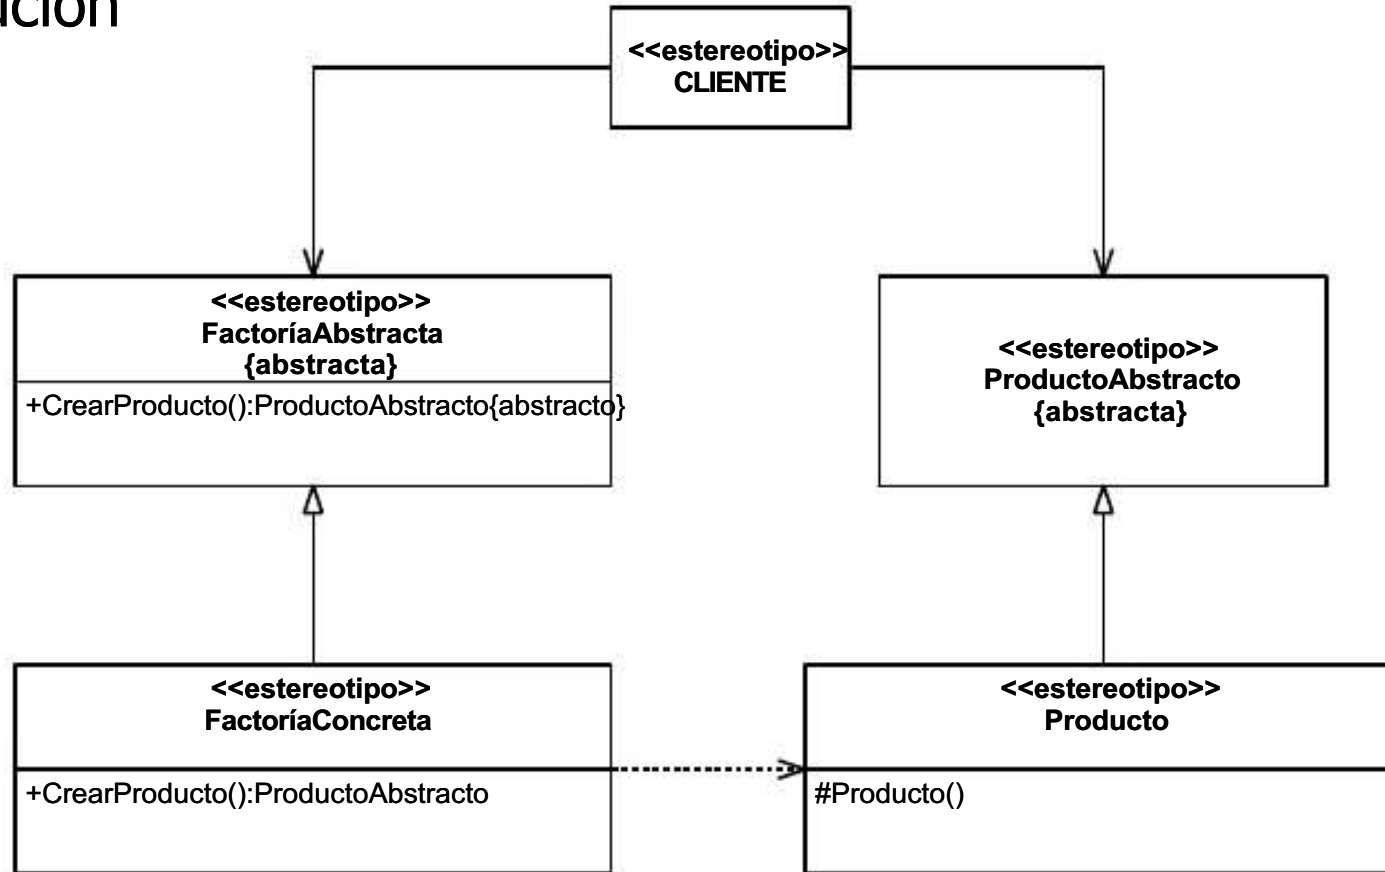 <<estereotipo>>
CLIENTE
<<estereotipo>>
FactoríaAbstracta
{abstracta}
+CrearProducto():ProductoAbstracto{abstracto}
<<estereotipo>>
ProductoAbstracto
{abstracta}
<<estereotipo>>
FactoríaConcreta
+CrearProducto():ProductoAbstracto
<<estereotipo>>
Producto
#Producto()